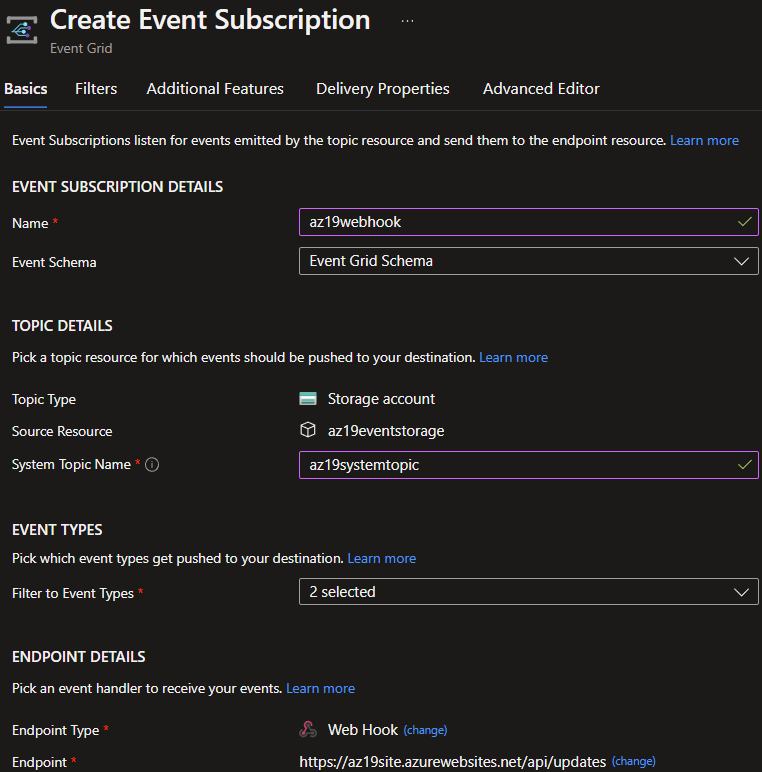 Create Event Subscription ...
Event Grid
Basics Filters Additional Features Delivery Properties Advanced Editor
Event Subscriptions listen for events emitted by the topic resource and send them to the endpoint resource. Learn more
EVENT SUBSCRIPTION DETAILS
Name * az19webhook
Event Schema Event Grid Schema
TOPIC DETAILS
Pick a topic resource for which events should be pushed to your destination. Learn more
Topic Type Storage account
Source Resource az19eventstorage
System Topic Name * az19systemtopic
EVENT TYPES
Pick which event types get pushed to your destination. Learn more
Filter to Event Types * 2 selected
ENDPOINT DETAILS
Pick an event handler to receive your events. Learn more
Endpoint Type * Web Hook (change)
Endpoint * https://az19site.azurewebsites.net/api/updates (change)